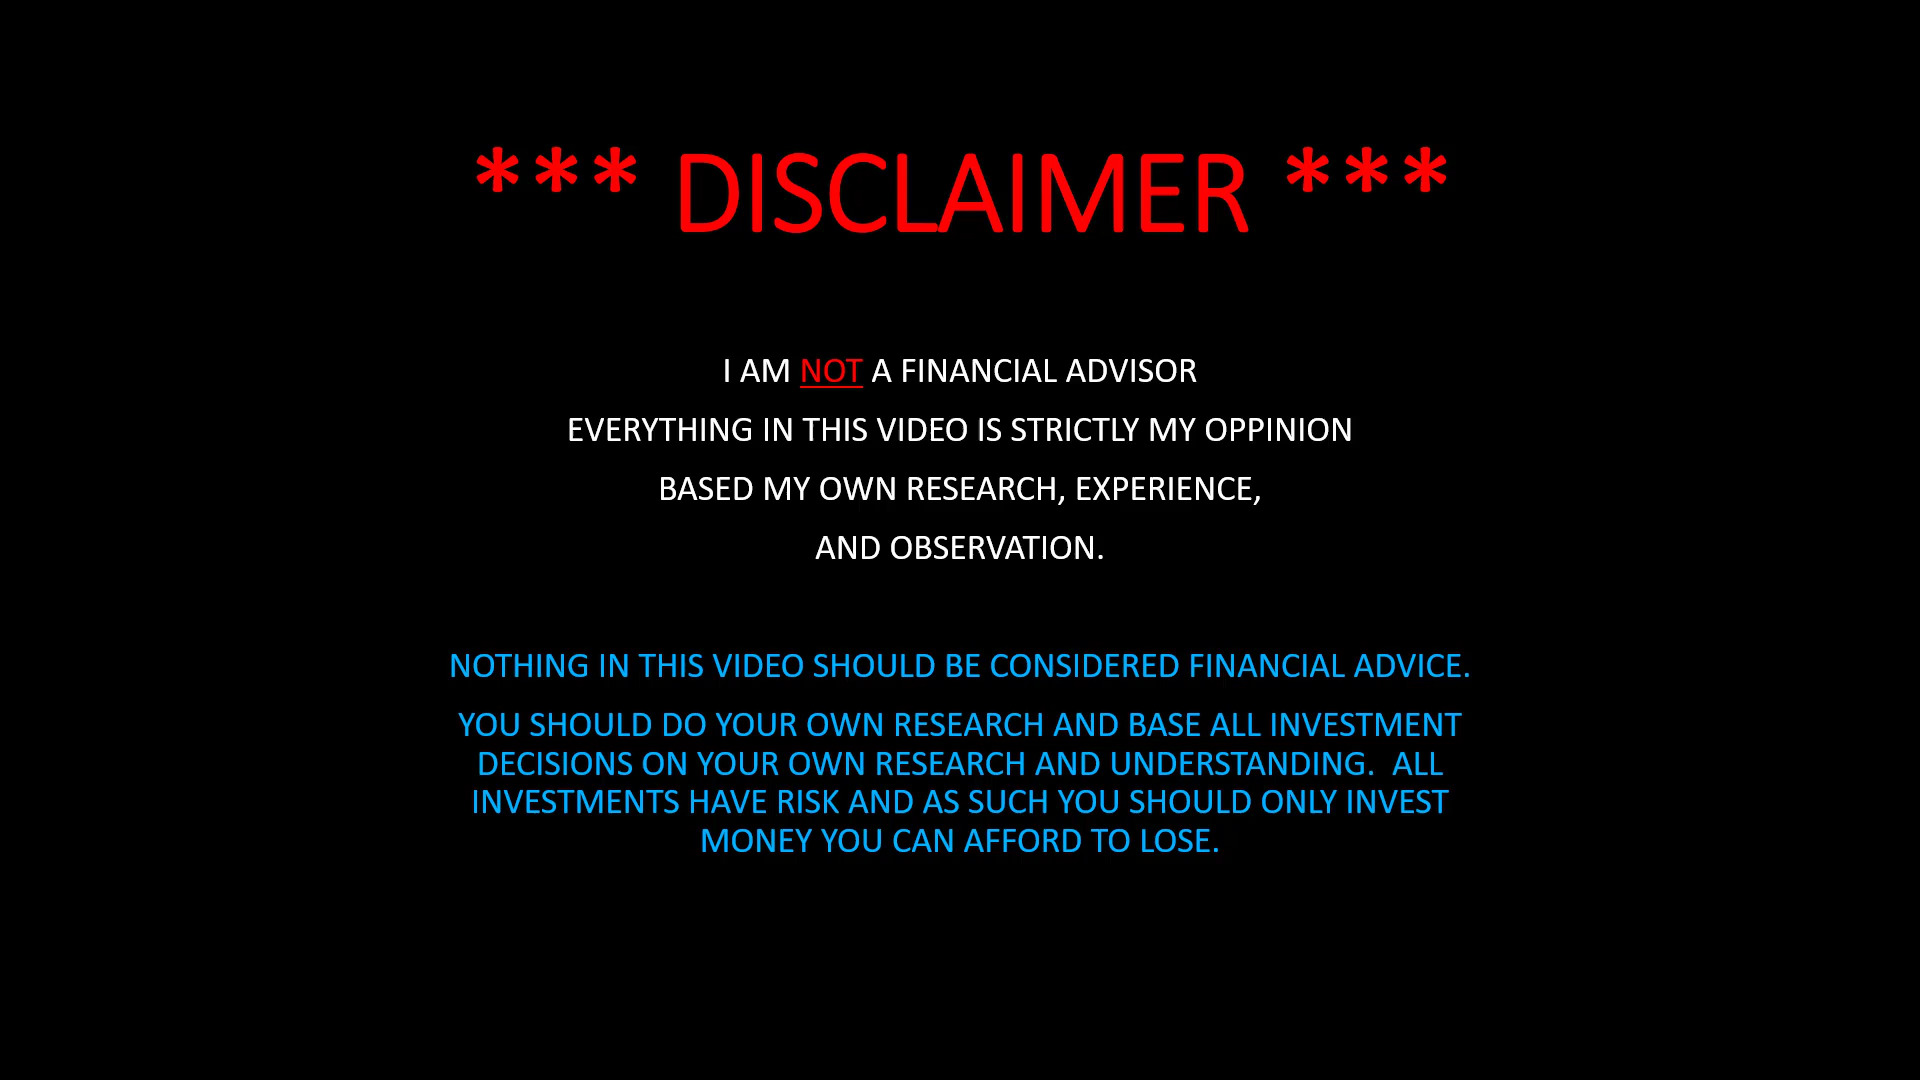 *** DISCLAIMER ***
I AM NOT A FINANCIAL ADVISOR
EVERYTHING IN THIS VIDEO IS STRICTLY MY OPPINION
BASED MY OWN RESEARCH, EXPERIENCE,
AND OBSERVATION.
NOTHING IN THIS VIDEO SHOULD BE CONSIDERED FINANCIAL ADVICE.
YOU SHOULD DO YOUR OWN RESEARCH AND BASE ALL INVESTMENT
DECISIONS ON YOUR OWN RESEARCH AND UNDERSTANDING.  ALL
INVESTMENTS HAVE RISK AND AS SUCH YOU SHOULD ONLY INVEST
MONEY YOU CAN AFFORD TO LOSE.